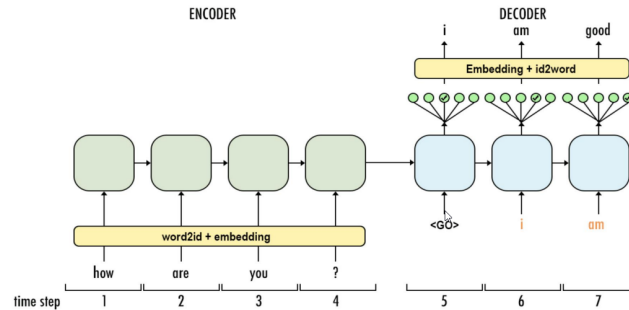 ENCODER DECODER
i am good
Embedding + id2word
word2id + embedding
<GO> i am
how are you ?
time step 1 2 3 4 5 6 7